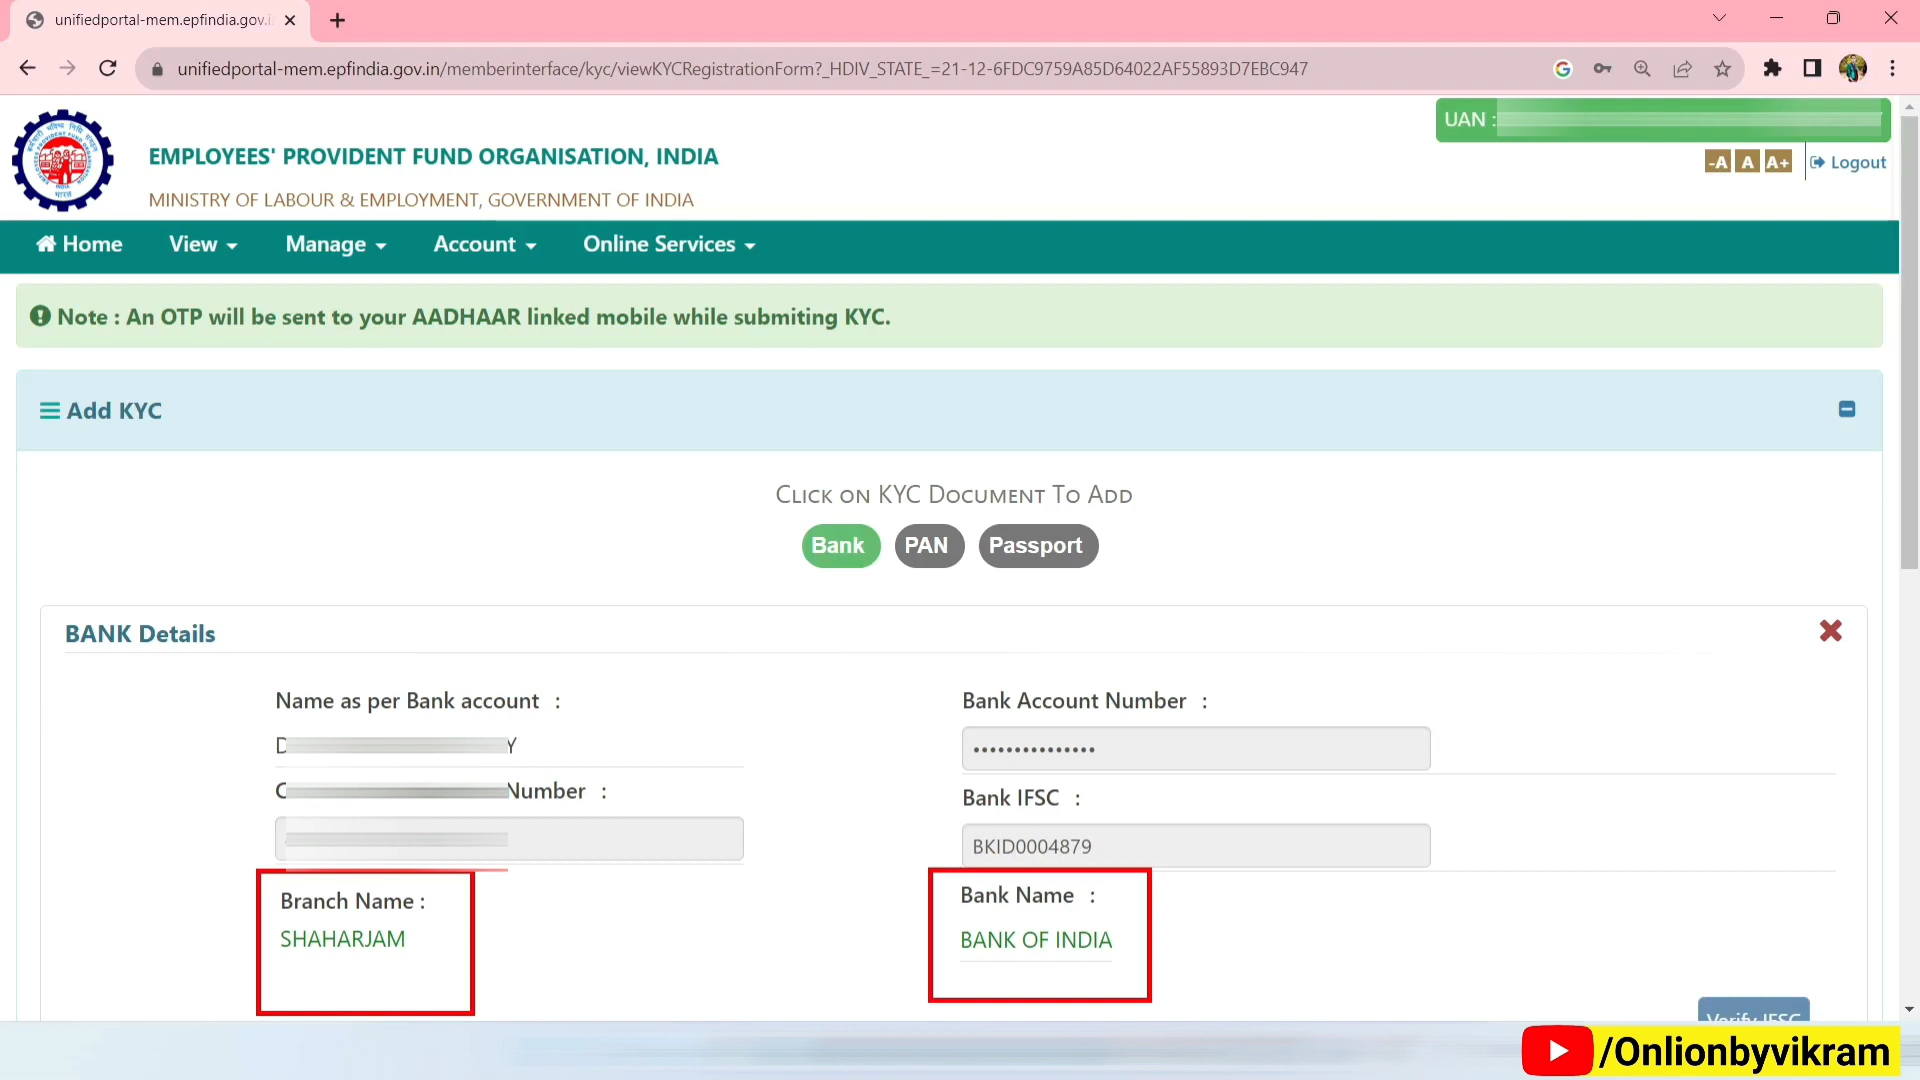 unifiedportal-mem.epfindia.gov.i
unifiedportal-mem.epfindia.gov.in/memberinterface/kyc/viewKYCRegistrationForm?_HDIV_STATE_=21-12-6FDC9759A85D64022AF55893D7EBC947
UAN :
EMPLOYEES' PROVIDENT FUND ORGANISATION, INDIA
-A A A+ Logout
MINISTRY OF LABOUR & EMPLOYMENT, GOVERNMENT OF INDIA
Home View Manage Account Online Services
Note : An OTP will be sent to your AADHAAR linked mobile while submiting KYC.
Add KYC
CLICK ON KYC DOCUMENT TO ADD
Bank PAN Passport
BANK Details
Name as per Bank account :
Bank Account Number :
Number :
Bank IFSC :
BKID0004879
Branch Name :
SHAHARJAM
Bank Name :
BANK OF INDIA
Verify IFSC
/Onlionbyvikram